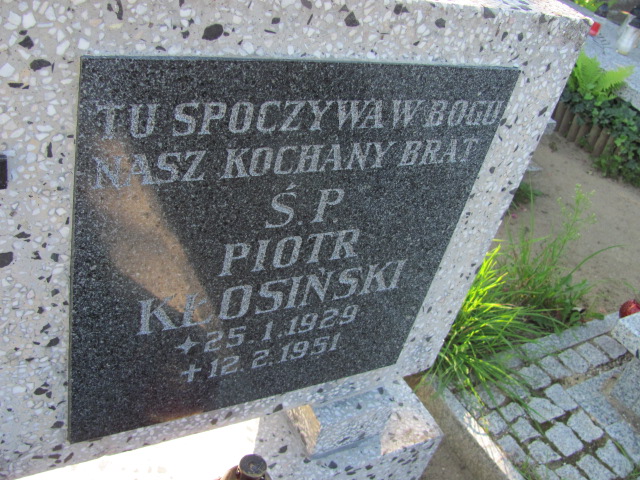 TU SPOCZYWA W BOGU
NASZ KOCHANY BRAT
Ś.P.
PIOTR
KŁOSIŃSKI
25.1.1929
+12.2.1951